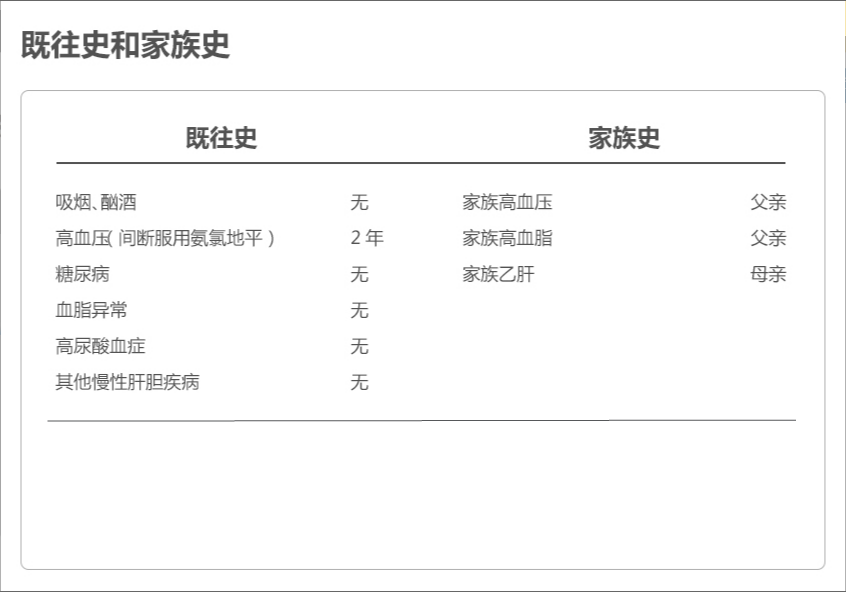 既往史和家族史
既往史 家族史
吸烟、酗酒 无 家族高血压 父亲
高血压(间断服用氨氯地平) 2 年 家族高血脂 父亲
糖尿病 无 家族乙肝 母亲
血脂异常 无
高尿酸血症 无
其他慢性肝胆疾病 无